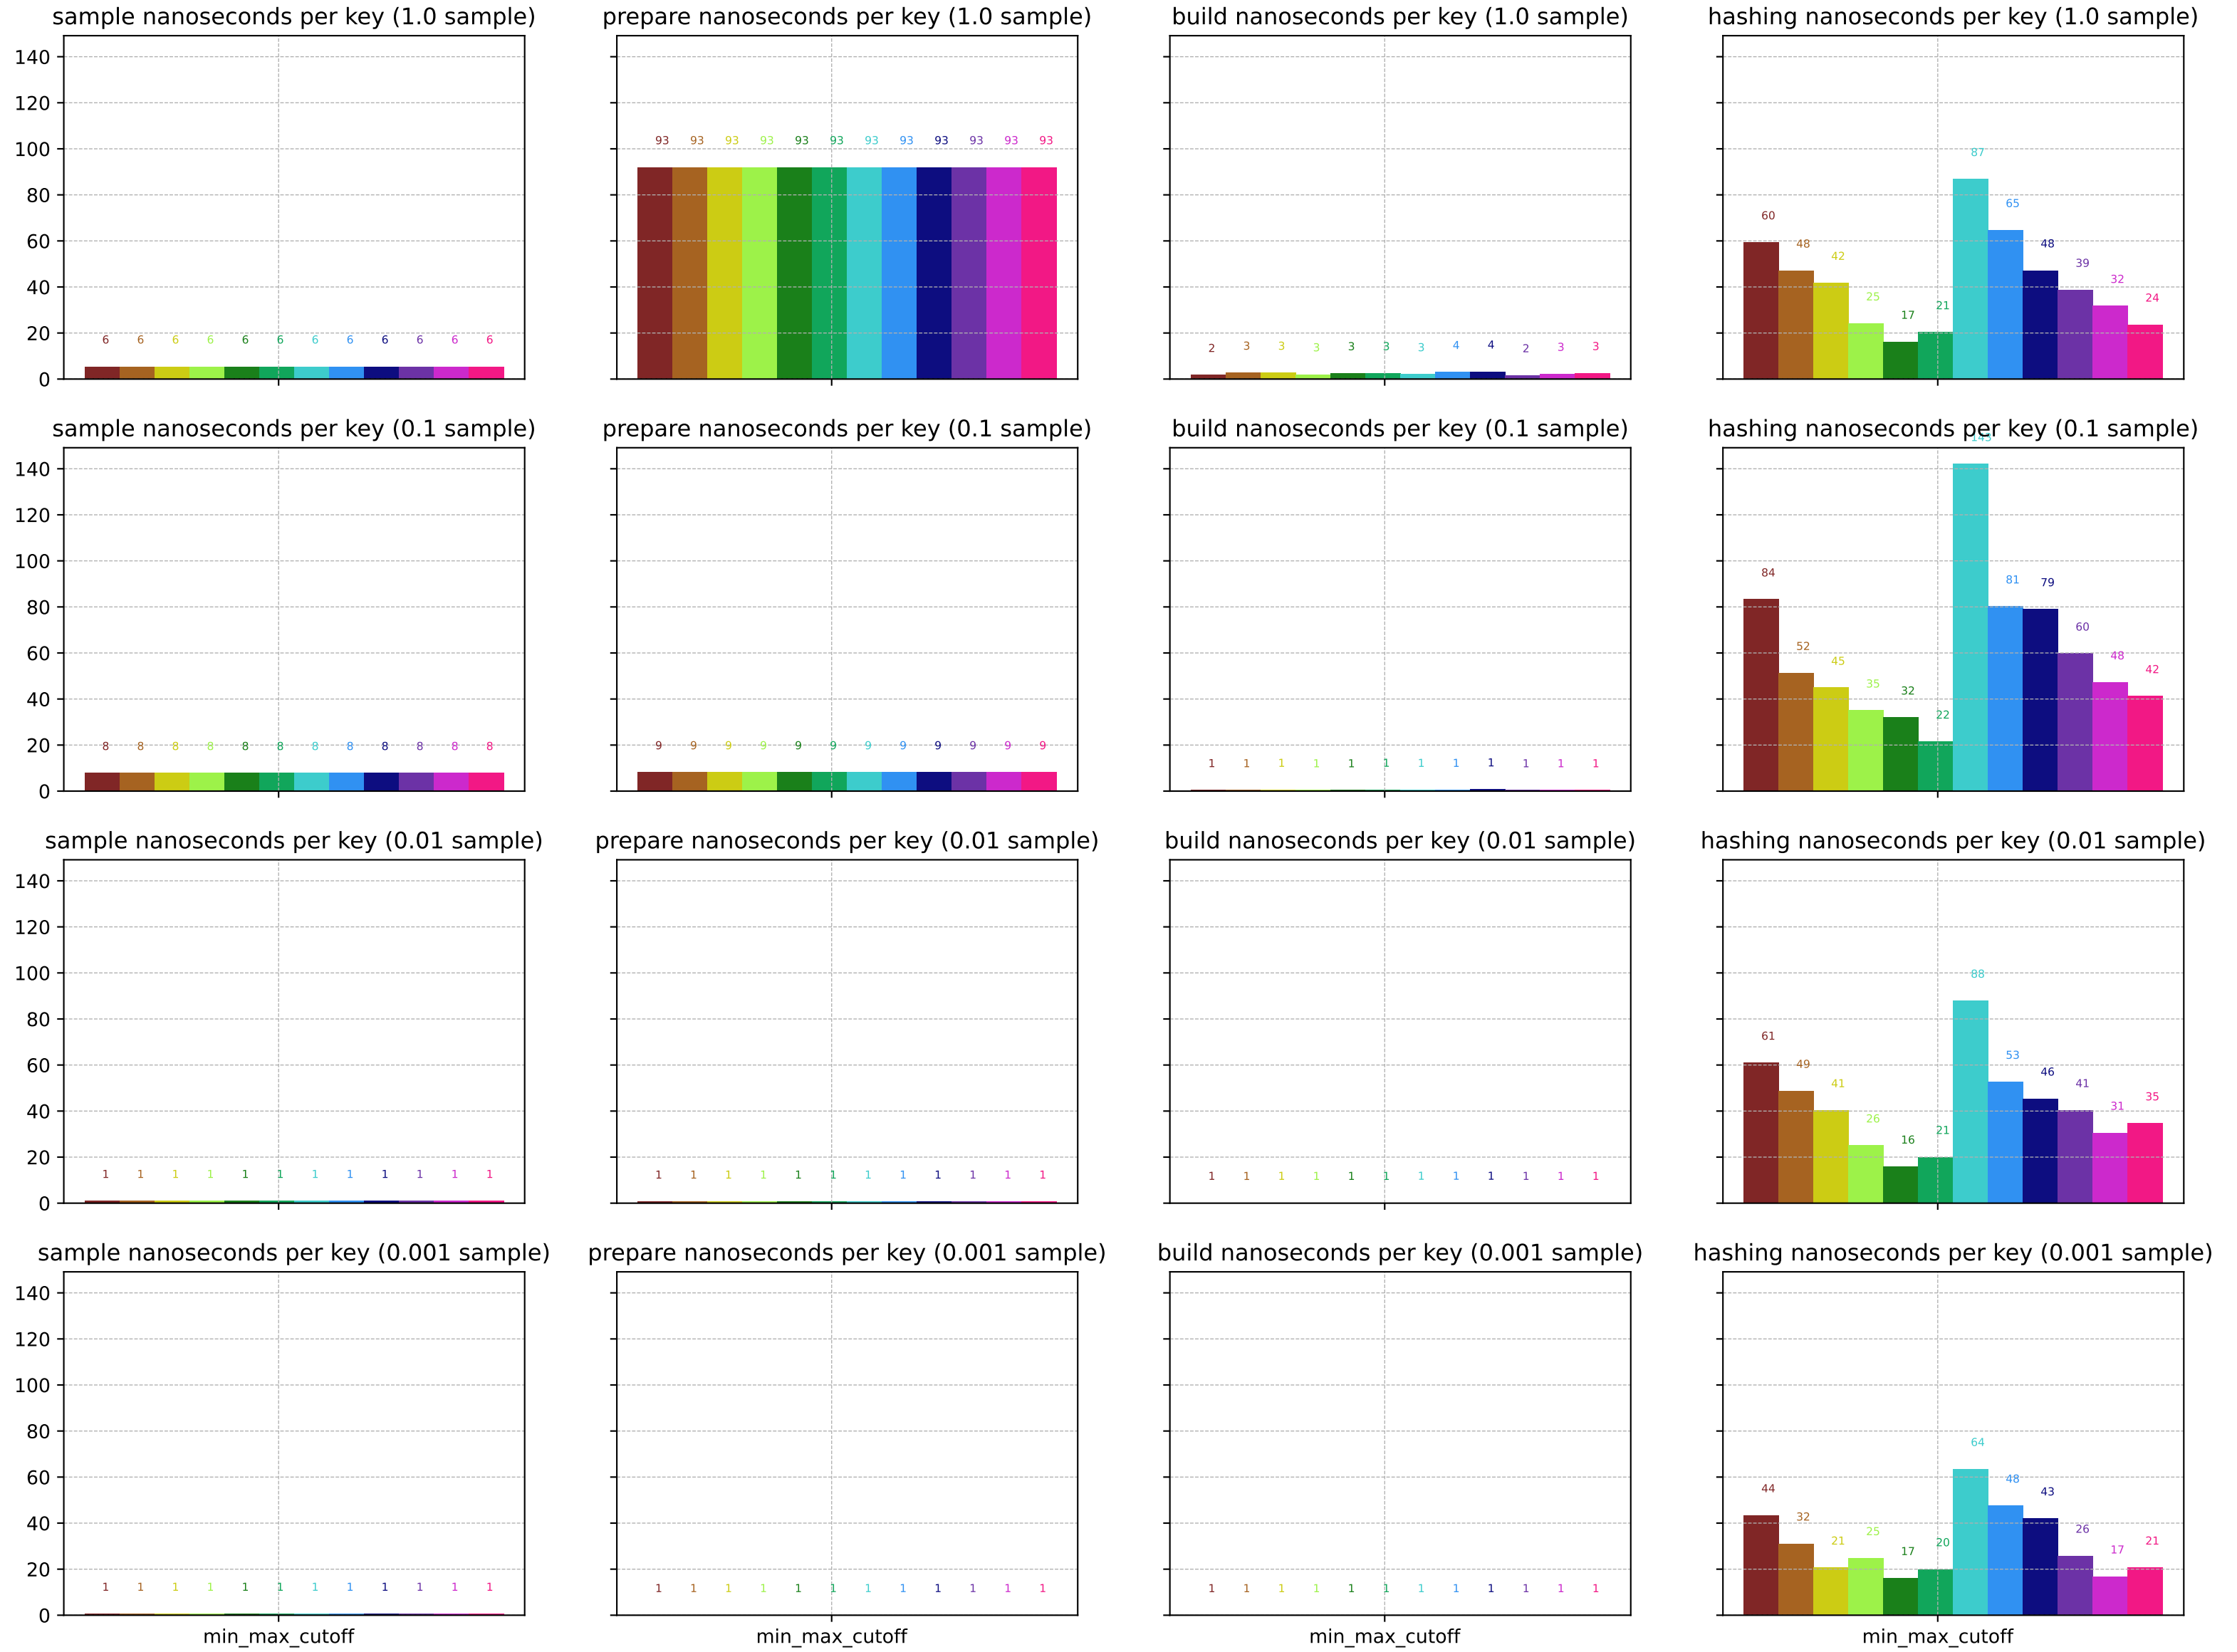 sample nanoseconds per key (1.0 sample)
prepare nanoseconds per key (1.0 sample)
build nanoseconds per key (1.0 sample)
hashing nanoseconds per key (1.0 sample)
140
120
100
80
60
40
20
0
6 6 6 6 6 6 6 6 6 6 6 6
93 93 93 93 93 93 93 93 93 93 93 93
2 3 3 3 3 3 3 4 4 2 3 3
60 48 42 25 17 21 87 65 48 39 32 24
sample nanoseconds per key (0.1 sample)
prepare nanoseconds per key (0.1 sample)
build nanoseconds per key (0.1 sample)
hashing nanoseconds per key (0.1 sample)
140
120
100
80
60
40
20
0
8 8 8 8 8 8 8 8 8 8 8 8
9 9 9 9 9 9 9 9 9 9 9 9
1 1 1 1 1 1 1 1 1 1 1 1
84 52 45 35 32 22 143 81 79 60 48 42
sample nanoseconds per key (0.01 sample)
prepare nanoseconds per key (0.01 sample)
build nanoseconds per key (0.01 sample)
hashing nanoseconds per key (0.01 sample)
140
120
100
80
60
40
20
0
1 1 1 1 1 1 1 1 1 1 1 1
1 1 1 1 1 1 1 1 1 1 1 1
1 1 1 1 1 1 1 1 1 1 1 1
61 49 41 26 16 21 88 53 46 41 31 35
sample nanoseconds per key (0.001 sample)
prepare nanoseconds per key (0.001 sample)
build nanoseconds per key (0.001 sample)
hashing nanoseconds per key (0.001 sample)
140
120
100
80
60
40
20
0
1 1 1 1 1 1 1 1 1 1 1 1
1 1 1 1 1 1 1 1 1 1 1 1
1 1 1 1 1 1 1 1 1 1 1 1
44 32 21 25 17 20 64 48 43 26 17 21
min_max_cutoff
min_max_cutoff
min_max_cutoff
min_max_cutoff